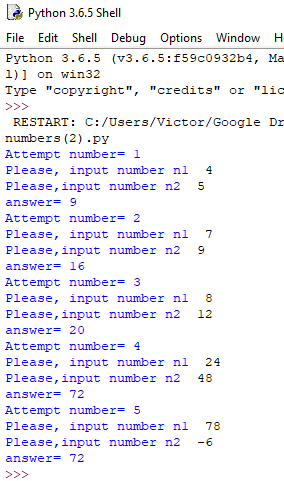 Python 3.6.5 Shell
File Edit Shell Debug Options Window H
Python 3.6.5 (v3.6.5:f59c0932b4, Ma
l)] on win32
Type "copyright", "credits" or "lic
>>>
RESTART: C:/Users/Victor/Google Dr
numbers(2).py
Attempt number= 1
Please, input number n1  4
Please,input number n2  5
answer= 9
Attempt number= 2
Please, input number n1  7
Please,input number n2  9
answer= 16
Attempt number= 3
Please, input number n1  8
Please,input number n2  12
answer= 20
Attempt number= 4
Please, input number n1  24
Please,input number n2  48
answer= 72
Attempt number= 5
Please, input number n1  78
Please,input number n2  -6
answer= 72
>>>